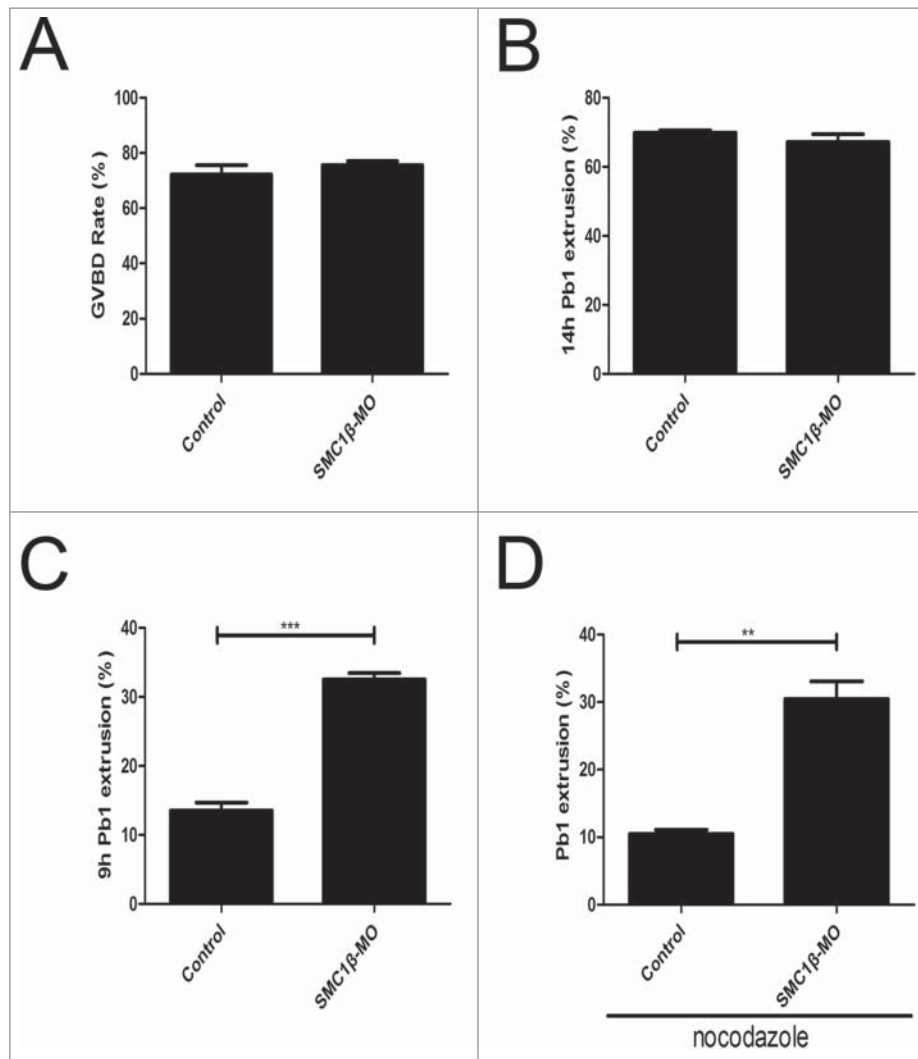 A
GVBD Rate (%)
100
80
60
40
20
0
Control
SMC1β-MO
B
14h Pb1 extrusion (%)
80
60
40
20
0
Control
SMC1β-MO
C
9h Pb1 extrusion (%)
40
30
20
10
0
***
Control
SMC1β-MO
D
Pb1 extrusion (%)
40
30
20
10
0
**
Control
SMC1β-MO
nocodazole